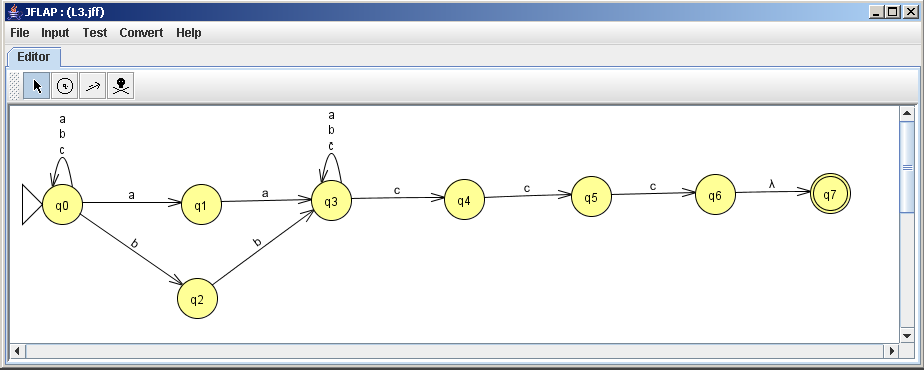 JFLAP : (L3.jff)
File Input Test Convert Help
Editor
a
b
c
a
b
c
q0
a
q1
a
q3
c
q4
c
q5
c
q6
λ
q7
b
b
q2